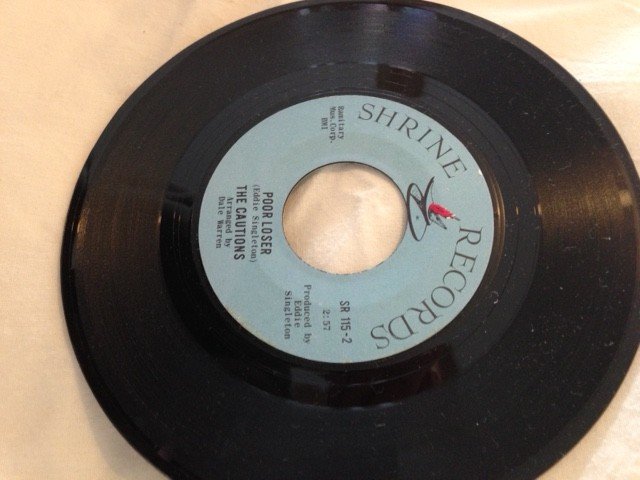 SHRINE RECORDS
Ramitary
Mus. Corp.
BMI
SR 115-2
2:57
Produced by
Eddie
Singleton
POOR LOSER
(Eddie Singleton)
THE CAUTIONS
Arranged by
Dale Warren